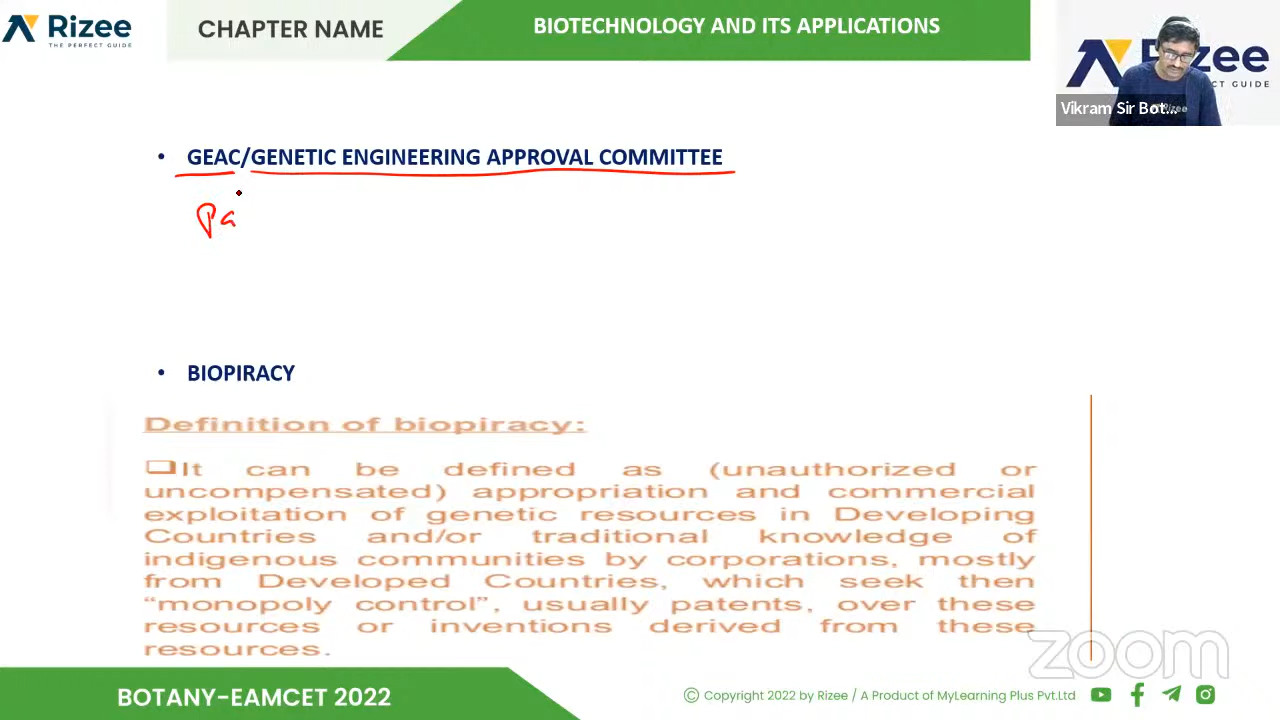 Rizee
THE PERFECT GUIDE
CHAPTER NAME
BIOTECHNOLOGY AND ITS APPLICATIONS
Rizee
CT GUIDE
Vikram Sir Bot...
• GEAC/GENETIC ENGINEERING APPROVAL COMMITTEE
Pa
• BIOPIRACY
Definition of biopiracy:
❑It can be defined as (unauthorized or
uncompensated) appropriation and commercial
exploitation of genetic resources in Developing
Countries and/or traditional knowledge of
indigenous communities by corporations, mostly
from Developed Countries, which seek then
“monopoly control”, usually patents, over these
resources or inventions derived from these
resources.
zoom
BOTANY-EAMCET 2022
© Copyright 2022 by Rizee / A Product of MyLearning Plus Pvt.Ltd